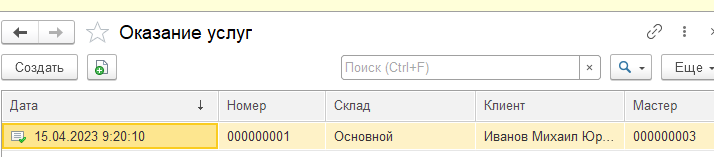 Оказание услуг
Создать Поиск (Ctrl+F) × Еще
Дата ↓ Номер Склад Клиент Мастер
15.04.2023 9:20:10 000000001 Основной Иванов Михаил Юр... 000000003